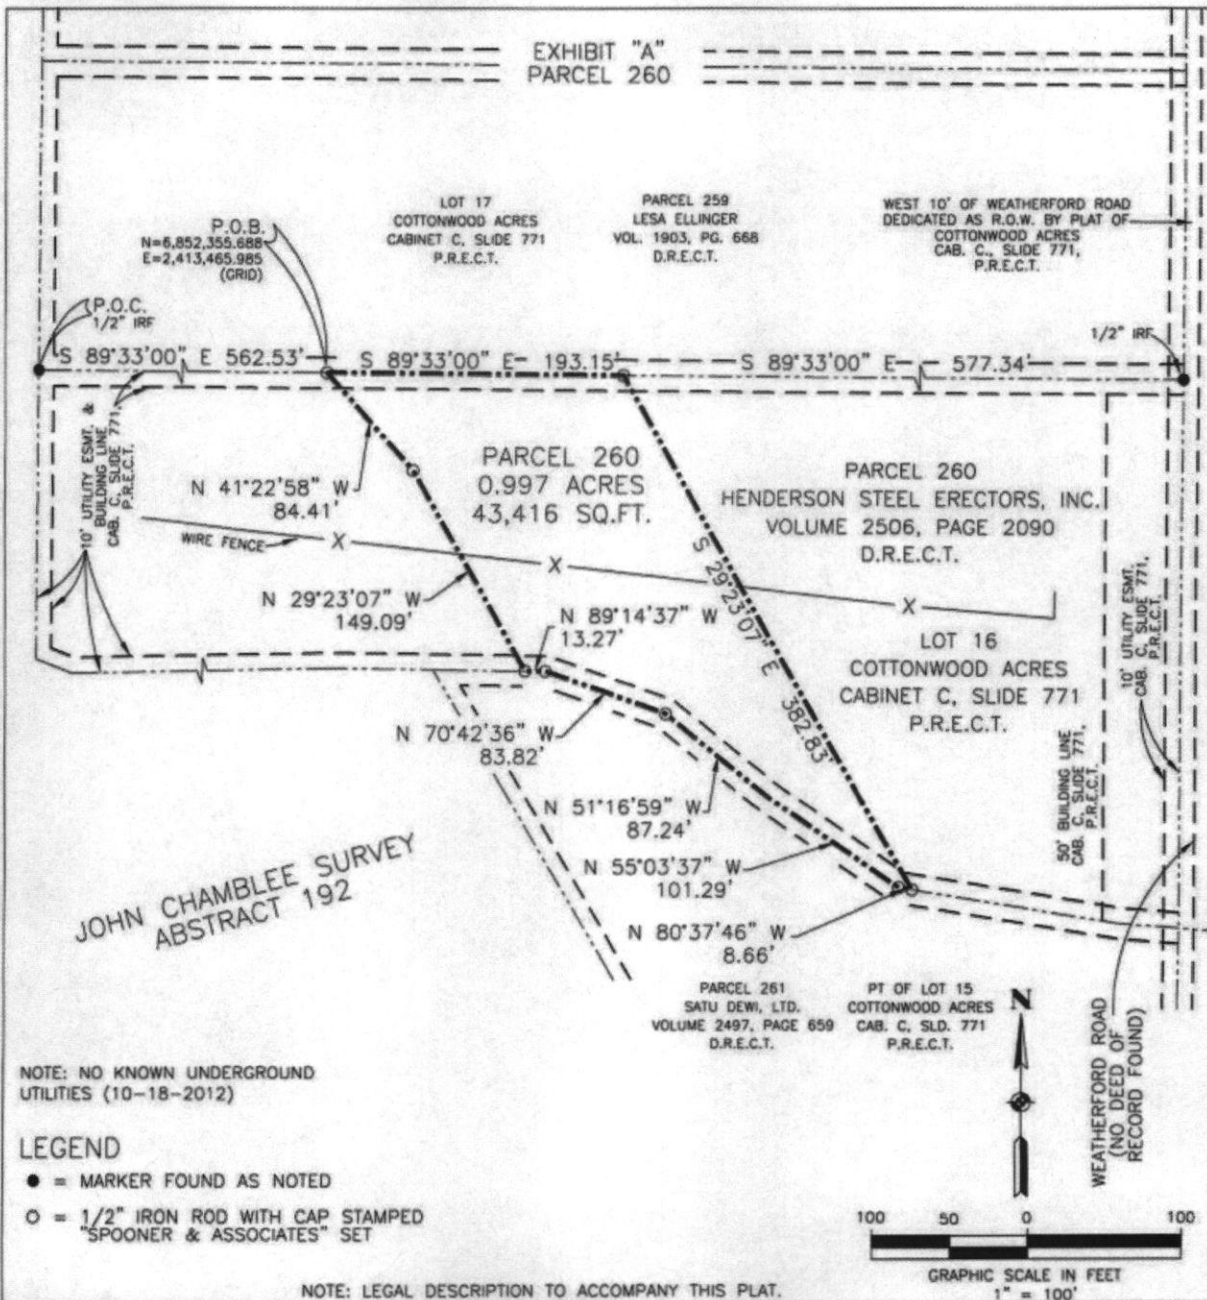 EXHIBIT "A"
PARCEL 260
LOT 17
COTTONWOOD ACRES
CABINET C, SLIDE 771
P.R.E.C.T.
PARCEL 259
LESA ELLINGER
VOL. 1903, PG. 668
D.R.E.C.T.
WEST 10' OF WEATHERFORD ROAD
DEDICATED AS R.O.W. BY PLAT OF
COTTONWOOD ACRES
CAB. C., SLIDE 771,
P.R.E.C.T.
P.O.B.
N=6,852,355.688
E=2,413,465.985
(GRID)
P.O.C.
1/2" IRF
1/2" IRF
S 89°33'00" E 562.53'
S 89°33'00" E 193.15'
S 89°33'00" E 577.34'
10' UTILITY ESMT. &
BUILDING LINE
CAB. C, SLIDE 771,
P.R.E.C.T.
N 41°22'58" W
84.41'
PARCEL 260
0.997 ACRES
43,416 SQ.FT.
PARCEL 260
HENDERSON STEEL ERECTORS, INC.
VOLUME 2506, PAGE 2090
D.R.E.C.T.
WIRE FENCE
X
X
X
S 29°23'07" E 382.83'
N 29°23'07" W
149.09'
N 89°14'37" W
13.27'
LOT 16
COTTONWOOD ACRES
CABINET C, SLIDE 771
P.R.E.C.T.
10' UTILITY ESMT.
CAB. C, SLIDE 771,
P.R.E.C.T.
N 70°42'36" W
83.82'
50' BUILDING LINE
CAB. C, SLIDE 771,
P.R.E.C.T.
N 51°16'59" W
87.24'
N 55°03'37" W
101.29'
JOHN CHAMBLEE SURVEY
ABSTRACT 192
N 80°37'46" W
8.66'
PARCEL 261
SATU DEWI, LTD.
VOLUME 2497, PAGE 659
D.R.E.C.T.
PT OF LOT 15
COTTONWOOD ACRES
CAB. C, SLD. 771
P.R.E.C.T.
N
WEATHERFORD ROAD
(NO DEED OF
RECORD FOUND)
NOTE: NO KNOWN UNDERGROUND
UTILITIES (10-18-2012)
LEGEND
● = MARKER FOUND AS NOTED
○ = 1/2" IRON ROD WITH CAP STAMPED
"SPOONER & ASSOCIATES" SET
100 50 0 100
GRAPHIC SCALE IN FEET
1" = 100'
NOTE: LEGAL DESCRIPTION TO ACCOMPANY THIS PLAT.